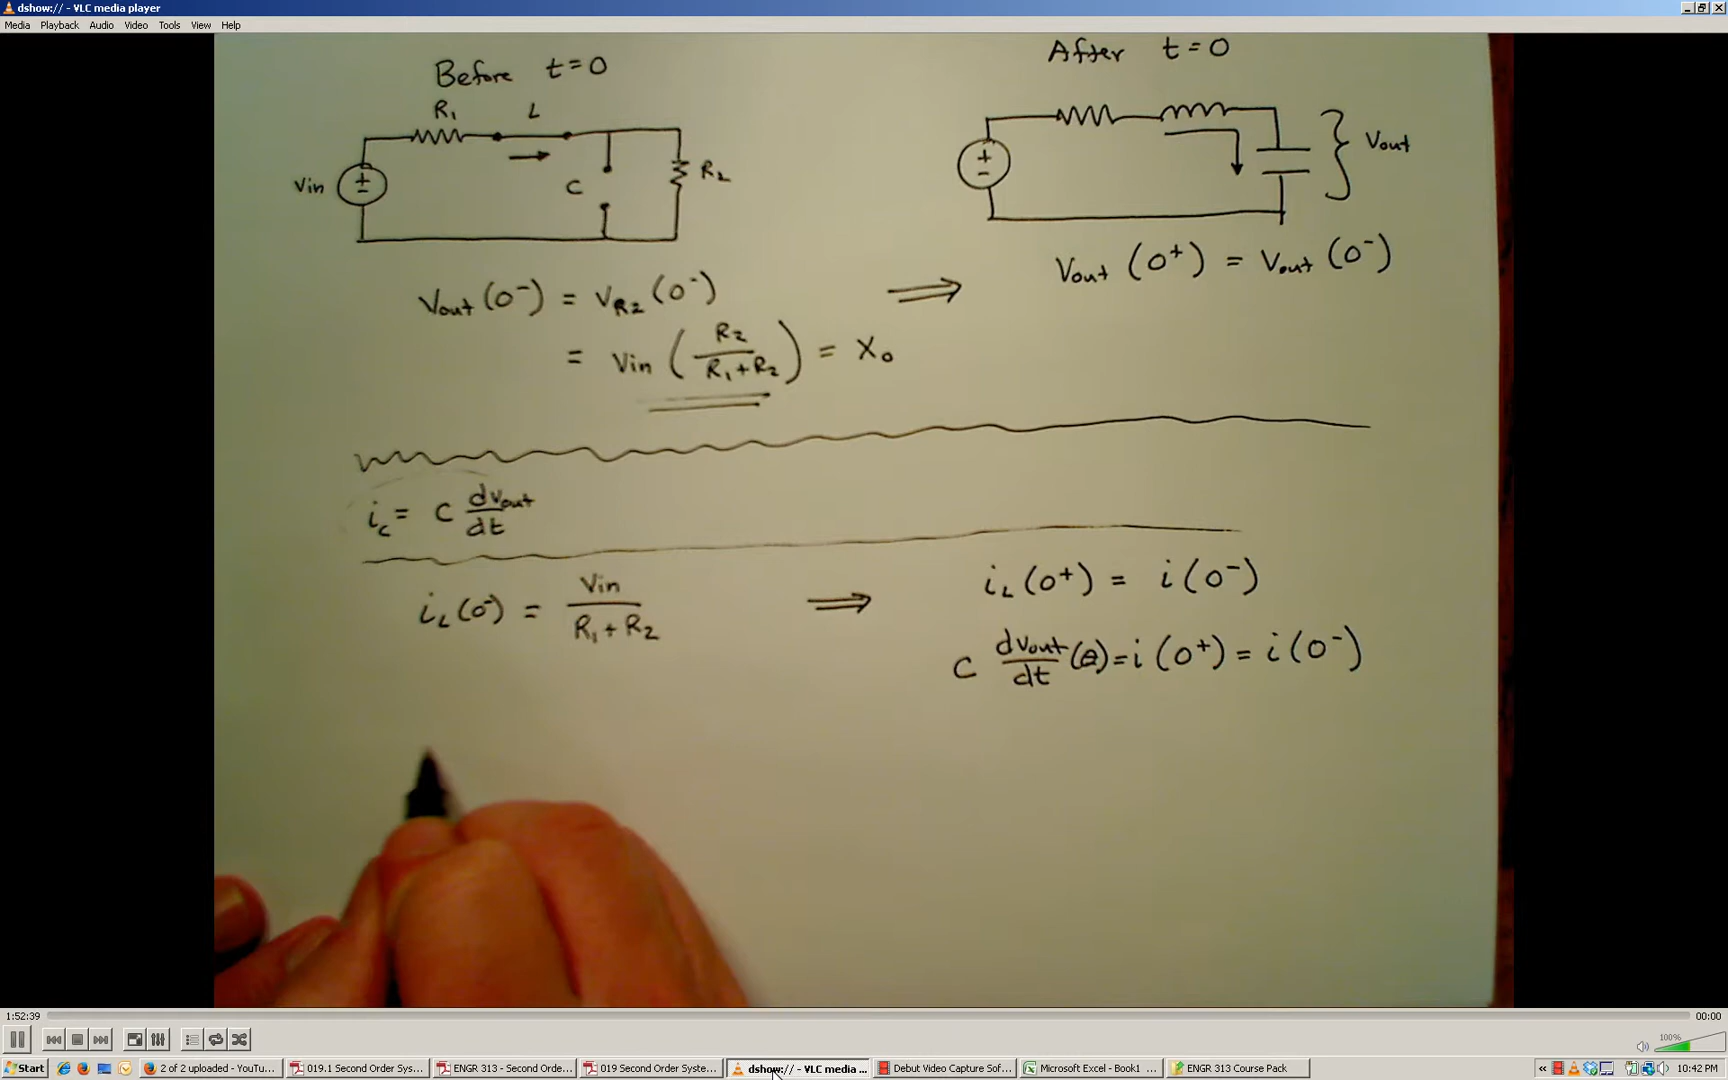 dshow:// - VLC media player
Media Playback Audio Video Tools View Help
Before t=0
After t=0
R₁ L
Vin
C
R₂
+
-
+
-
Vout
Vout (0⁻) = VR2 (0⁻)
= Vin (R2 / R₁+R₂) = X₀
⇒
Vout (0⁺) = Vout (0⁻)
i_c = C dvout/dt
i_L(0⁻) = Vin / R₁+R₂
⇒
i_L(0⁺) = i(0⁻)
C dvout/dt (0)=i(0⁺)=i(0⁻)
1:52:39
00:00
100%
Start
2 of 2 uploaded - YouTu...
019.1 Second Order Sys...
ENGR 313 - Second Orde...
019 Second Order Syste...
dshow:// - VLC media ...
Debut Video Capture Sof...
Microsoft Excel - Book1 ...
ENGR 313 Course Pack
«
10:42 PM